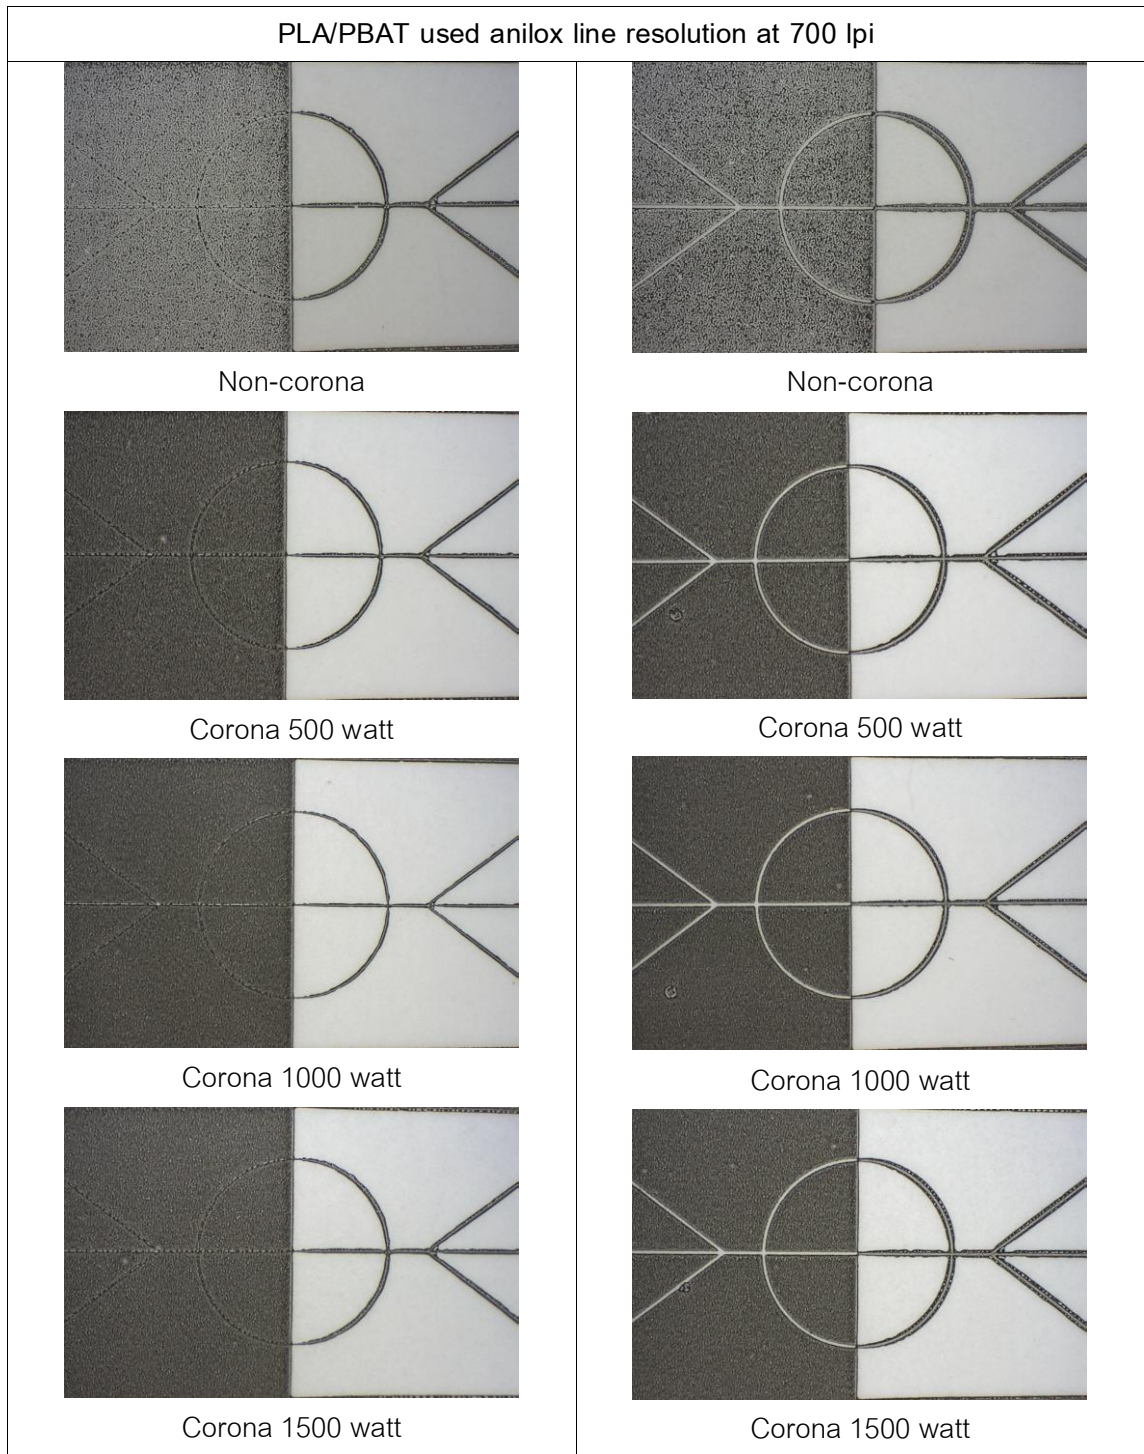 PLA/PBAT used anilox line resolution at 700 lpi
Non-corona
Non-corona
Corona 500 watt
Corona 500 watt
Corona 1000 watt
Corona 1000 watt
Corona 1500 watt
Corona 1500 watt